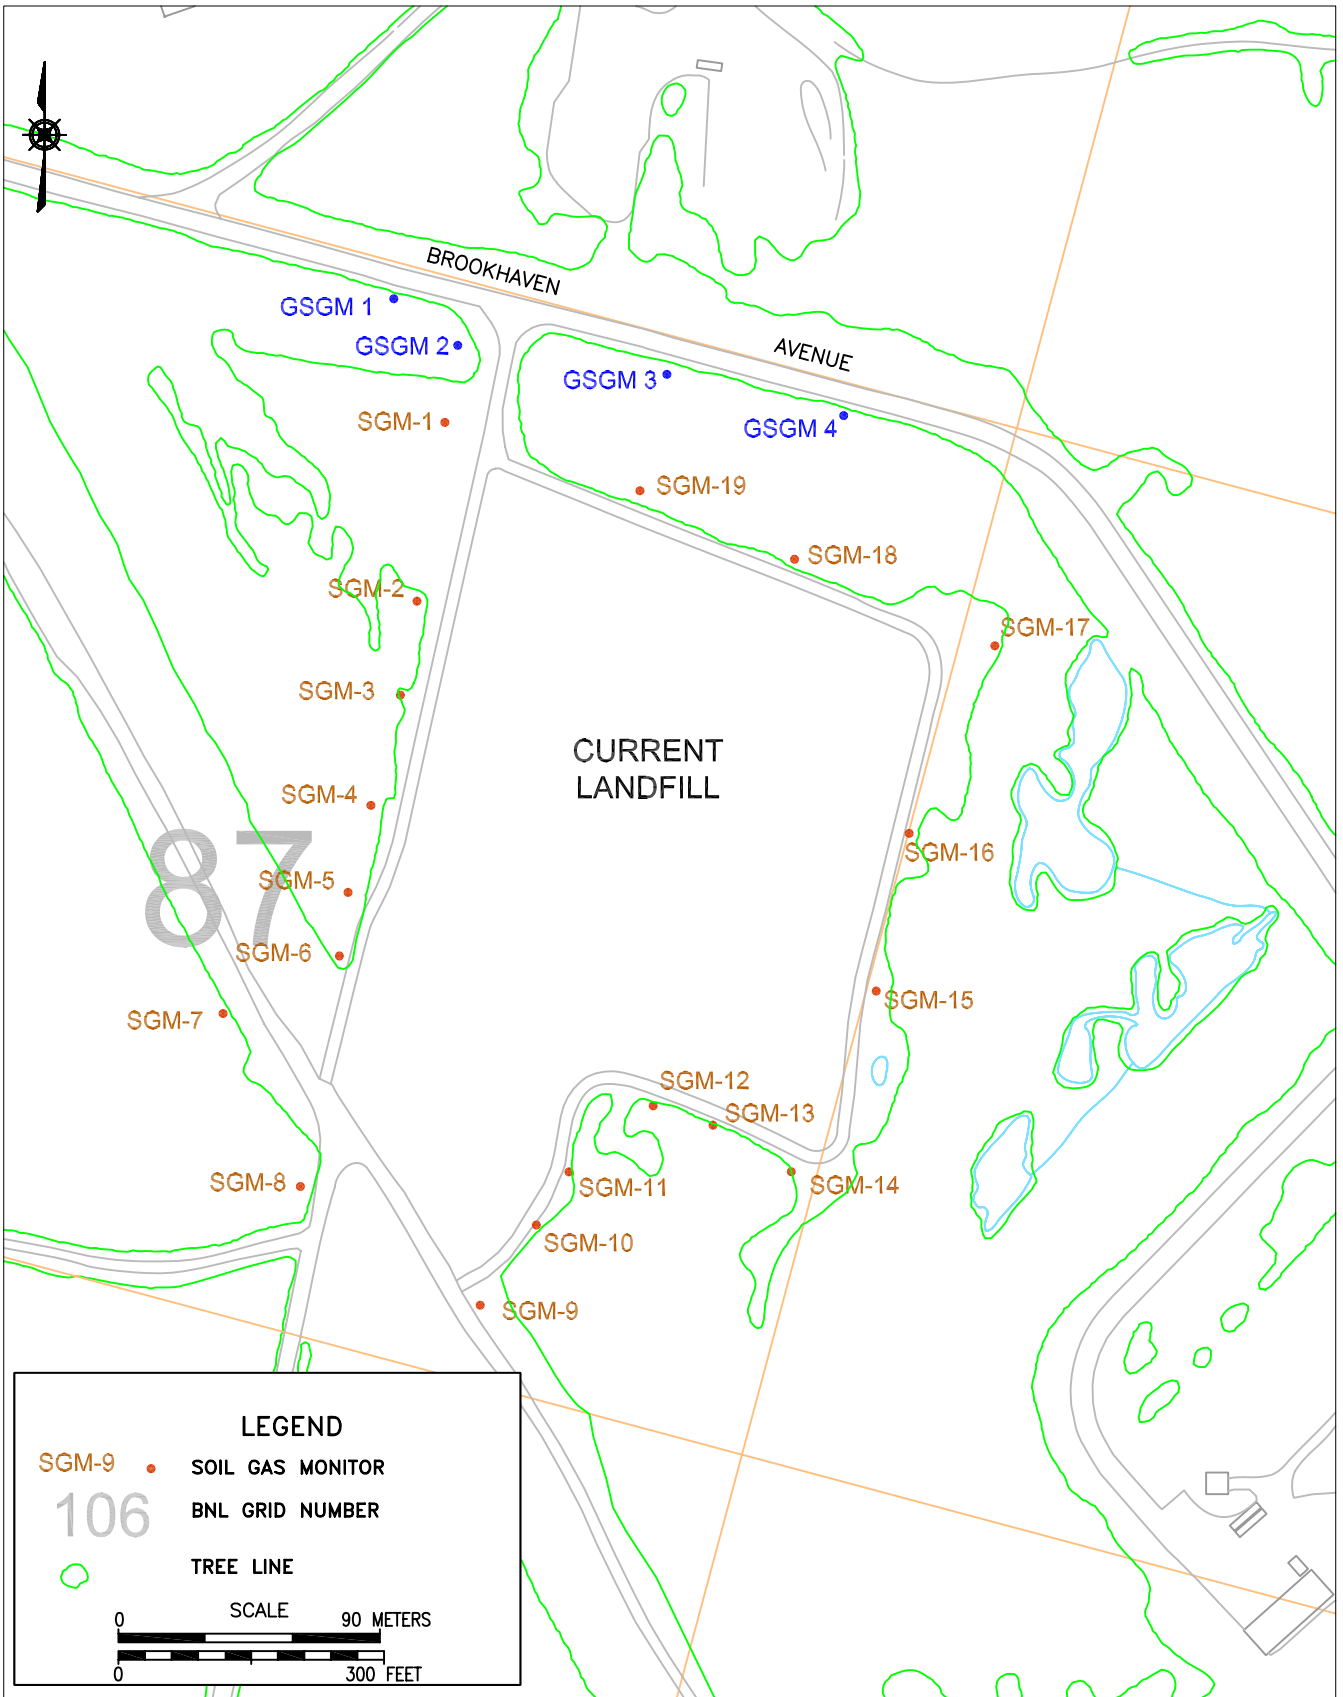 BROOKHAVEN
AVENUE
GSGM 1
GSGM 2
GSGM 3
GSGM 4
SGM-1
SGM-19
SGM-18
SGM-2
SGM-17
SGM-3
CURRENT
LANDFILL
SGM-4
87
SGM-16
SGM-5
SGM-6
SGM-15
SGM-7
SGM-12
SGM-13
SGM-8
SGM-11
SGM-14
SGM-10
SGM-9
LEGEND
SGM-9 SOIL GAS MONITOR
106 BNL GRID NUMBER
TREE LINE
SCALE
0 90 METERS
0 300 FEET